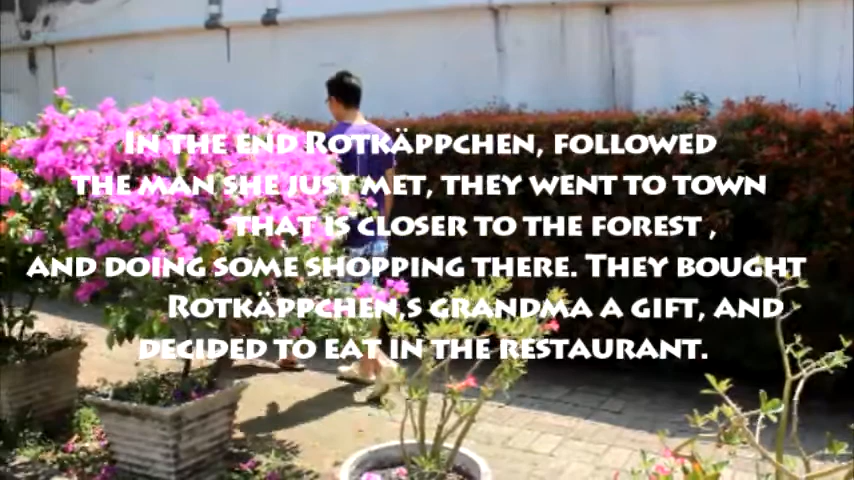 In the end Rotkäppchen, followed
the man she just met, they went to town
that is closer to the forest ,
and doing some shopping there. They bought
Rotkäppchen,s grandma a gift, and
decided to eat in the restaurant.